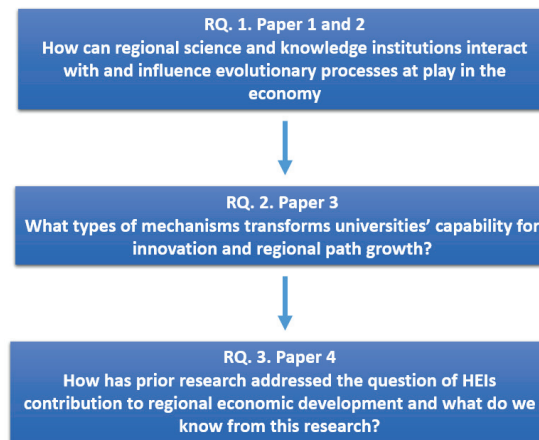 RQ. 1. Paper 1 and 2
How can regional science and knowledge institutions interact
with and influence evolutionary processes at play in the
economy
RQ. 2. Paper 3
What types of mechanisms transforms universities' capability for
innovation and regional path growth?
RQ. 3. Paper 4
How has prior research addressed the question of HEIs
contribution to regional economic development and what do we
know from this research?